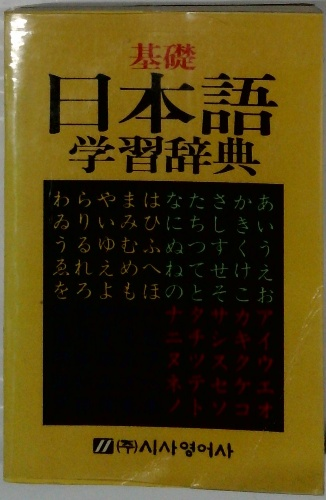 基礎
日本語
学習辞典
あいうえおアイウエオ
かきくけこカキクケコ
さしすせそサシスセソ
たちつてとタチツテト
なにぬねのナニヌネノ
はひふへほ
まみむめも
やいゆえよ
らりるれろ
わゐうゑを
(주)시사영어사